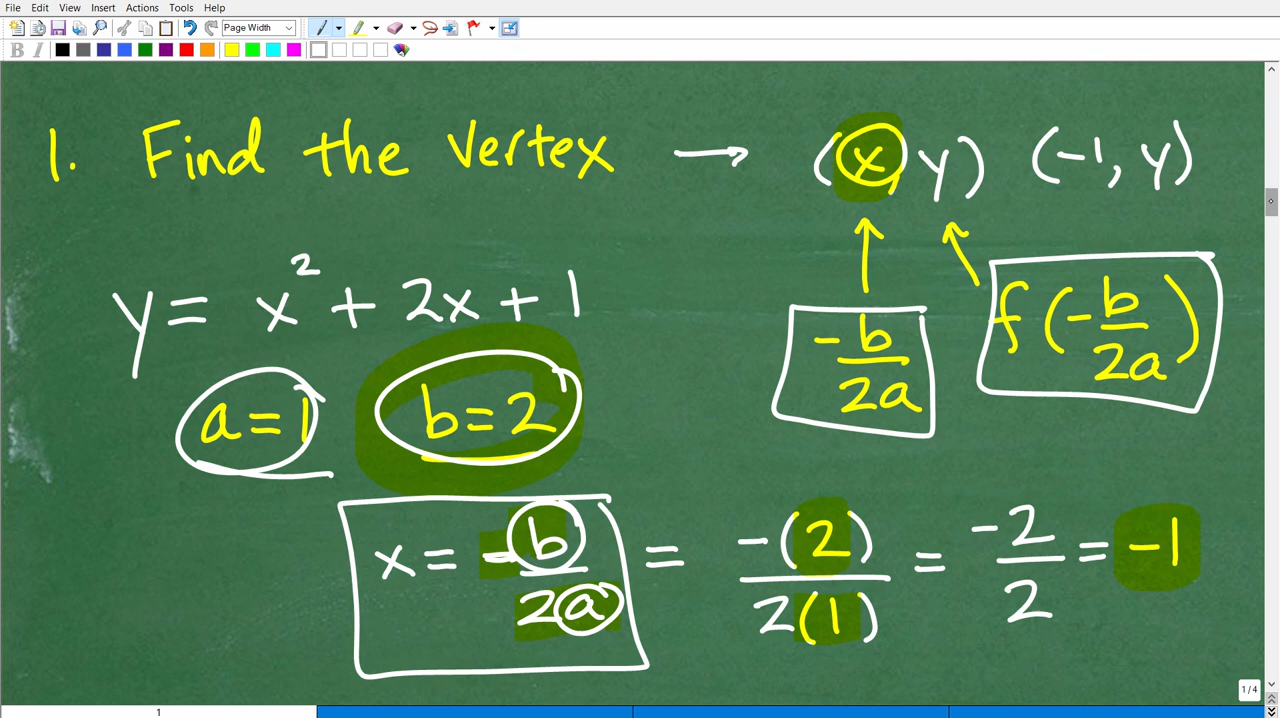 File Edit View Insert Actions Tools Help
Page Width
B I
1. Find the Vertex → (x, y) (-1, y)
y = x² + 2x + 1
-b/2a f(-b/2a)
a = 1 b = 2
x = -b/2a = -(2)/2(1) = -2/2 = -1
1/4
1